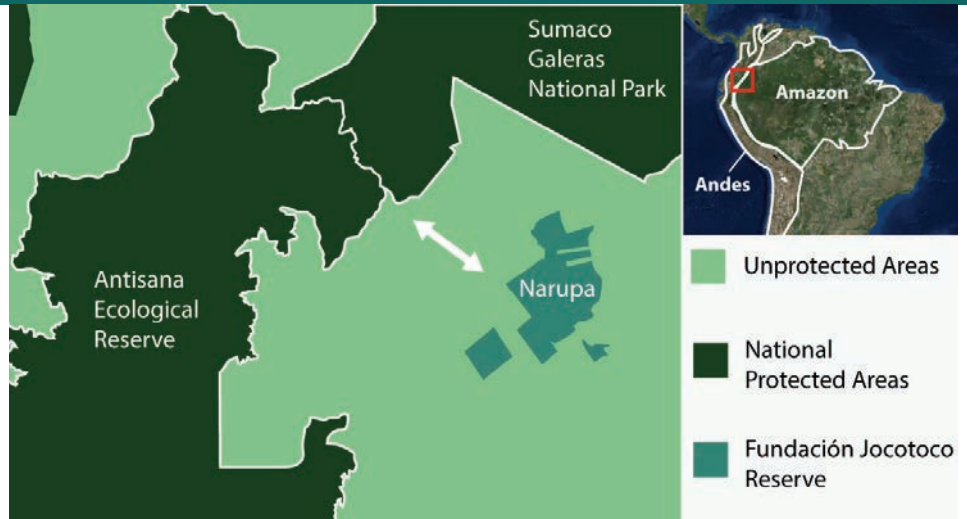 Sumaco
Galeras
National Park
Antisana
Ecological
Reserve
Narupa
Amazon
Andes
Unprotected Areas
National
Protected Areas
Fundación Jocotoco
Reserve